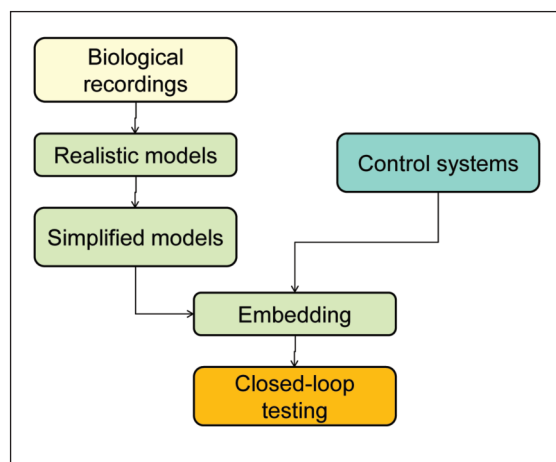 Biological
recordings
Realistic models
Control systems
Simplified models
Embedding
Closed-loop
testing